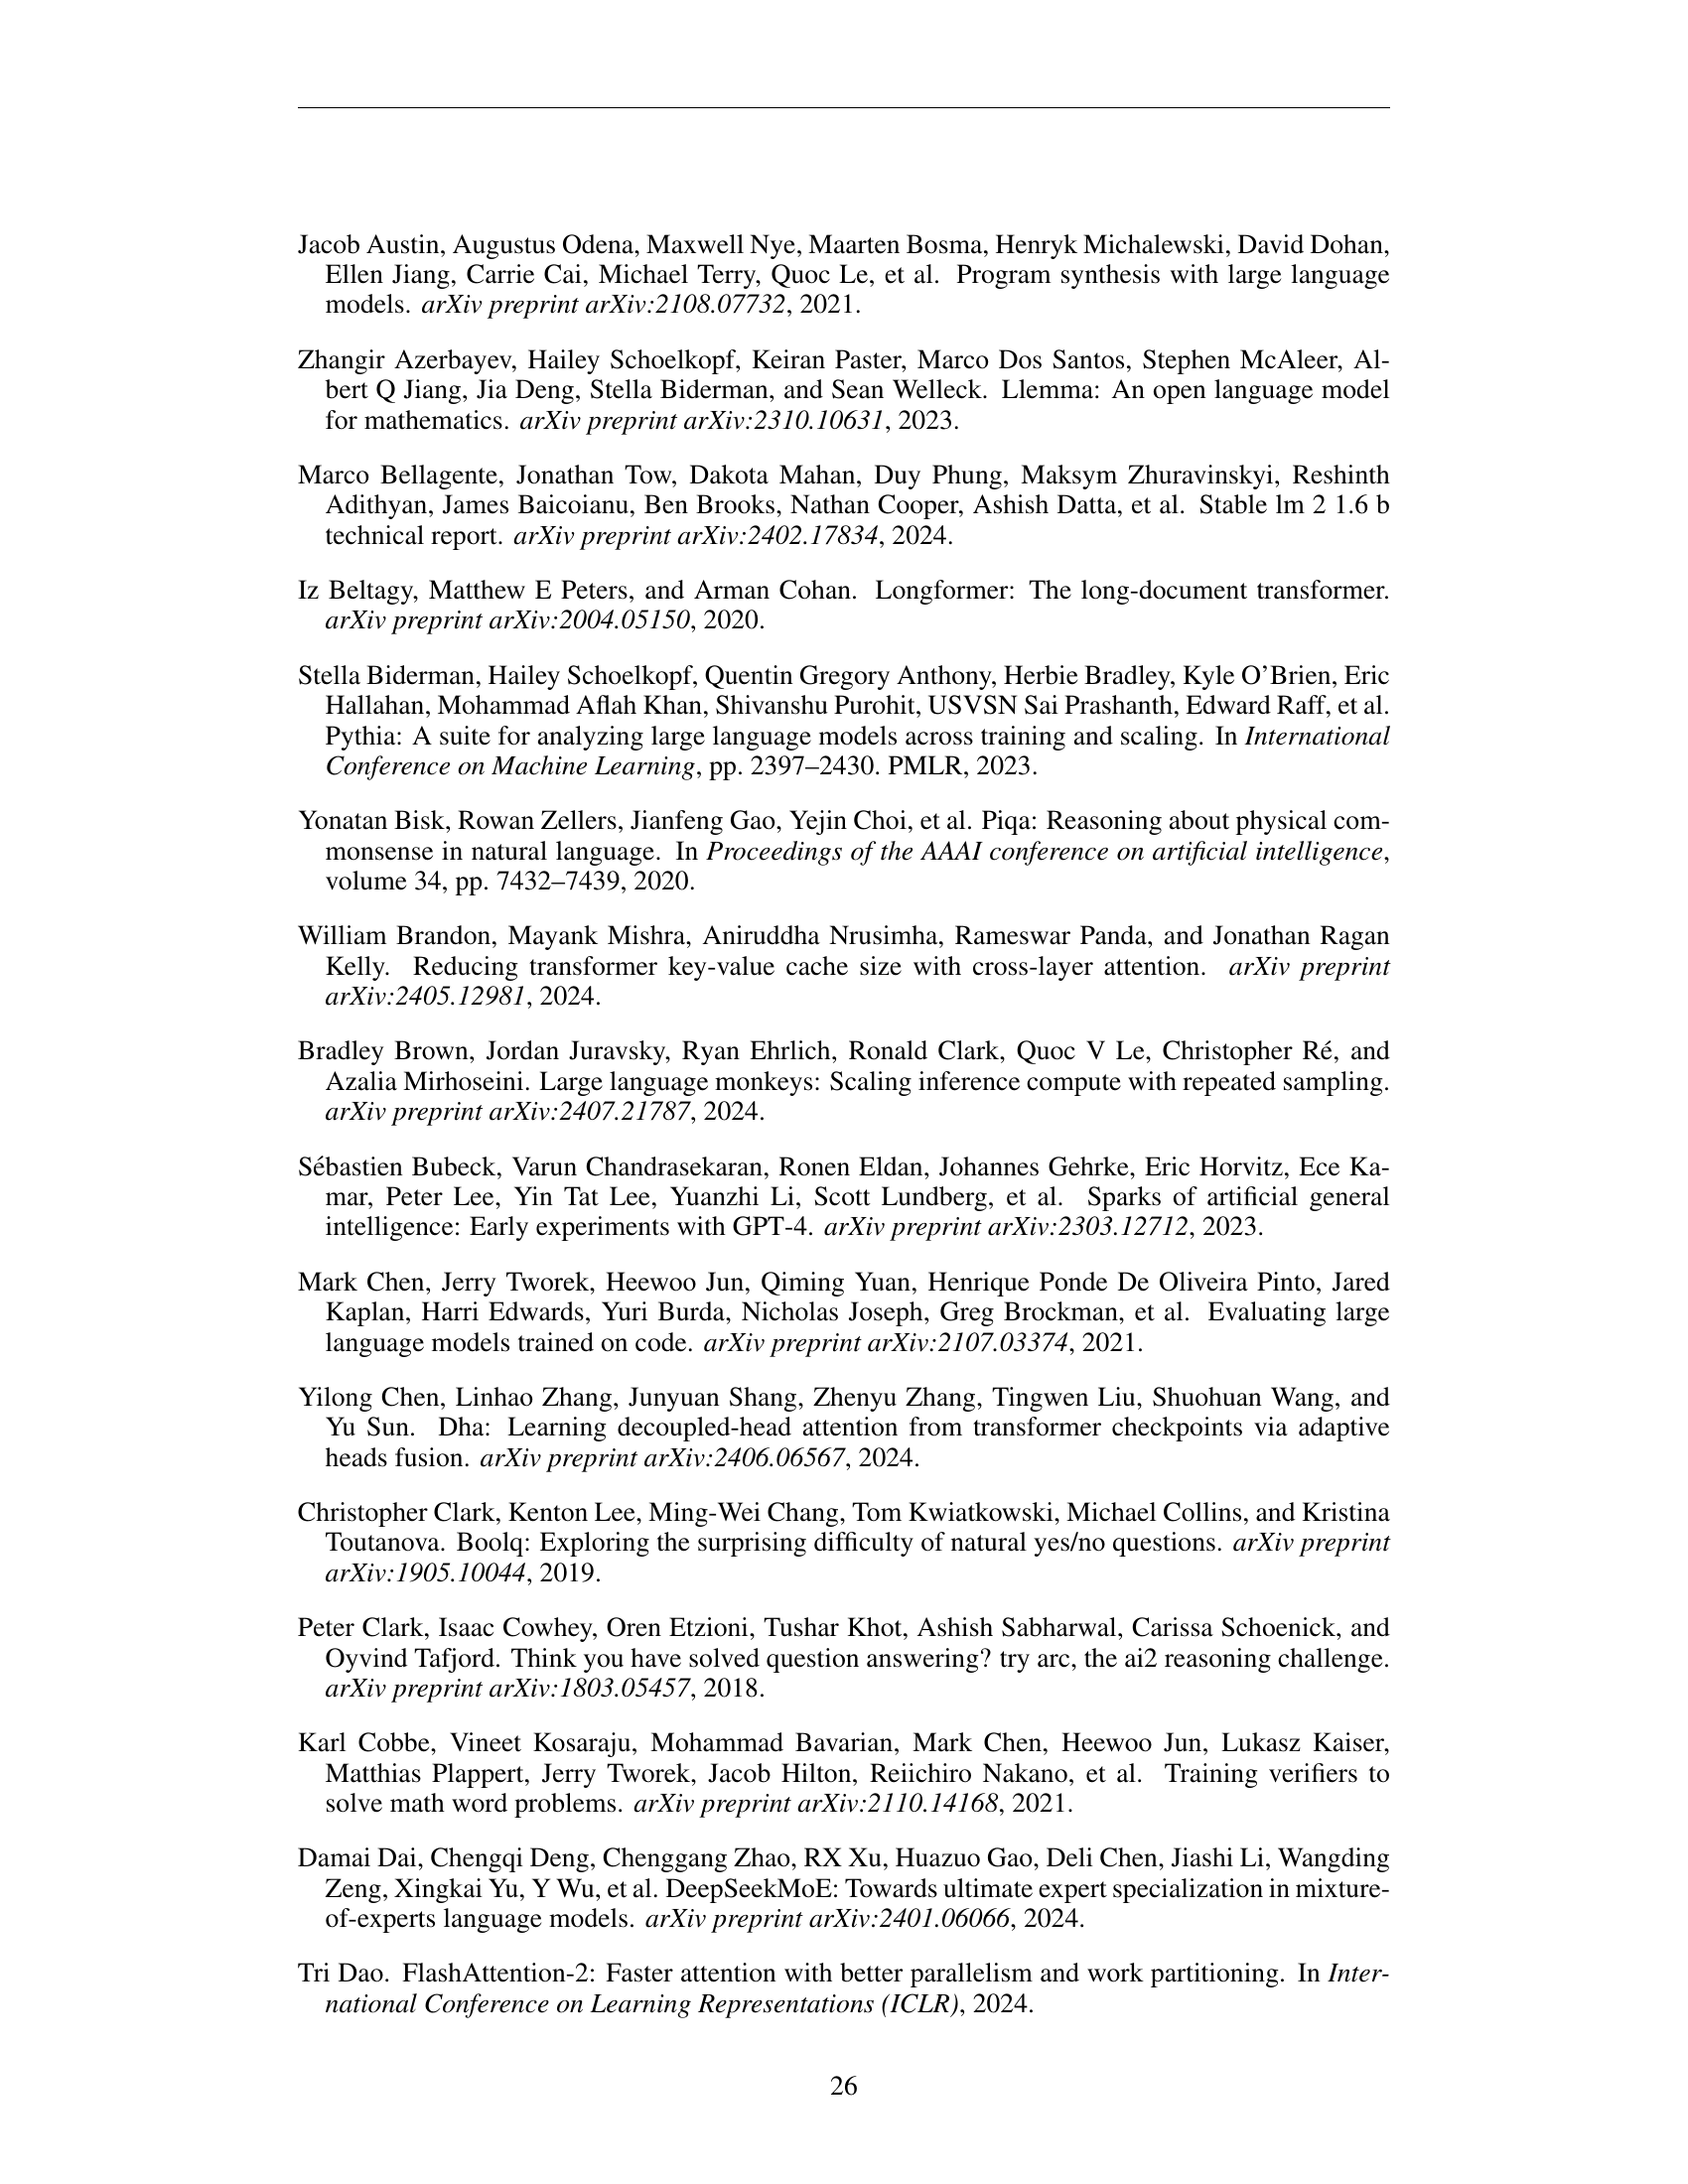 Jacob Austin, Augustus Odena, Maxwell Nye, Maarten Bosma, Henryk Michalewski, David Dohan,
Ellen Jiang, Carrie Cai, Michael Terry, Quoc Le, et al. Program synthesis with large language
models. arXiv preprint arXiv:2108.07732, 2021.
Zhangir Azerbayev, Hailey Schoelkopf, Keiran Paster, Marco Dos Santos, Stephen McAleer, Al-
bert Q Jiang, Jia Deng, Stella Biderman, and Sean Welleck. Llemma: An open language model
for mathematics. arXiv preprint arXiv:2310.10631, 2023.
Marco Bellagente, Jonathan Tow, Dakota Mahan, Duy Phung, Maksym Zhuravinskyi, Reshinth
Adithyan, James Baicoianu, Ben Brooks, Nathan Cooper, Ashish Datta, et al. Stable lm 2 1.6 b
technical report. arXiv preprint arXiv:2402.17834, 2024.
Iz Beltagy, Matthew E Peters, and Arman Cohan. Longformer: The long-document transformer.
arXiv preprint arXiv:2004.05150, 2020.
Stella Biderman, Hailey Schoelkopf, Quentin Gregory Anthony, Herbie Bradley, Kyle O’Brien, Eric
Hallahan, Mohammad Aflah Khan, Shivanshu Purohit, USVSN Sai Prashanth, Edward Raff, et al.
Pythia: A suite for analyzing large language models across training and scaling. In International
Conference on Machine Learning, pp. 2397–2430. PMLR, 2023.
Yonatan Bisk, Rowan Zellers, Jianfeng Gao, Yejin Choi, et al. Piqa: Reasoning about physical com-
monsense in natural language. In Proceedings of the AAAI conference on artificial intelligence,
volume 34, pp. 7432–7439, 2020.
William Brandon, Mayank Mishra, Aniruddha Nrusimha, Rameswar Panda, and Jonathan Ragan
Kelly. Reducing transformer key-value cache size with cross-layer attention. arXiv preprint
arXiv:2405.12981, 2024.
Bradley Brown, Jordan Juravsky, Ryan Ehrlich, Ronald Clark, Quoc V Le, Christopher Ré, and
Azalia Mirhoseini. Large language monkeys: Scaling inference compute with repeated sampling.
arXiv preprint arXiv:2407.21787, 2024.
Sébastien Bubeck, Varun Chandrasekaran, Ronen Eldan, Johannes Gehrke, Eric Horvitz, Ece Ka-
mar, Peter Lee, Yin Tat Lee, Yuanzhi Li, Scott Lundberg, et al. Sparks of artificial general
intelligence: Early experiments with GPT-4. arXiv preprint arXiv:2303.12712, 2023.
Mark Chen, Jerry Tworek, Heewoo Jun, Qiming Yuan, Henrique Ponde De Oliveira Pinto, Jared
Kaplan, Harri Edwards, Yuri Burda, Nicholas Joseph, Greg Brockman, et al. Evaluating large
language models trained on code. arXiv preprint arXiv:2107.03374, 2021.
Yilong Chen, Linhao Zhang, Junyuan Shang, Zhenyu Zhang, Tingwen Liu, Shuohuan Wang, and
Yu Sun. Dha: Learning decoupled-head attention from transformer checkpoints via adaptive
heads fusion. arXiv preprint arXiv:2406.06567, 2024.
Christopher Clark, Kenton Lee, Ming-Wei Chang, Tom Kwiatkowski, Michael Collins, and Kristina
Toutanova. Boolq: Exploring the surprising difficulty of natural yes/no questions. arXiv preprint
arXiv:1905.10044, 2019.
Peter Clark, Isaac Cowhey, Oren Etzioni, Tushar Khot, Ashish Sabharwal, Carissa Schoenick, and
Oyvind Tafjord. Think you have solved question answering? try arc, the ai2 reasoning challenge.
arXiv preprint arXiv:1803.05457, 2018.
Karl Cobbe, Vineet Kosaraju, Mohammad Bavarian, Mark Chen, Heewoo Jun, Lukasz Kaiser,
Matthias Plappert, Jerry Tworek, Jacob Hilton, Reiichiro Nakano, et al. Training verifiers to
solve math word problems. arXiv preprint arXiv:2110.14168, 2021.
Damai Dai, Chengqi Deng, Chenggang Zhao, RX Xu, Huazuo Gao, Deli Chen, Jiashi Li, Wangding
Zeng, Xingkai Yu, Y Wu, et al. DeepSeekMoE: Towards ultimate expert specialization in mixture-
of-experts language models. arXiv preprint arXiv:2401.06066, 2024.
Tri Dao. FlashAttention-2: Faster attention with better parallelism and work partitioning. In Inter-
national Conference on Learning Representations (ICLR), 2024.
26